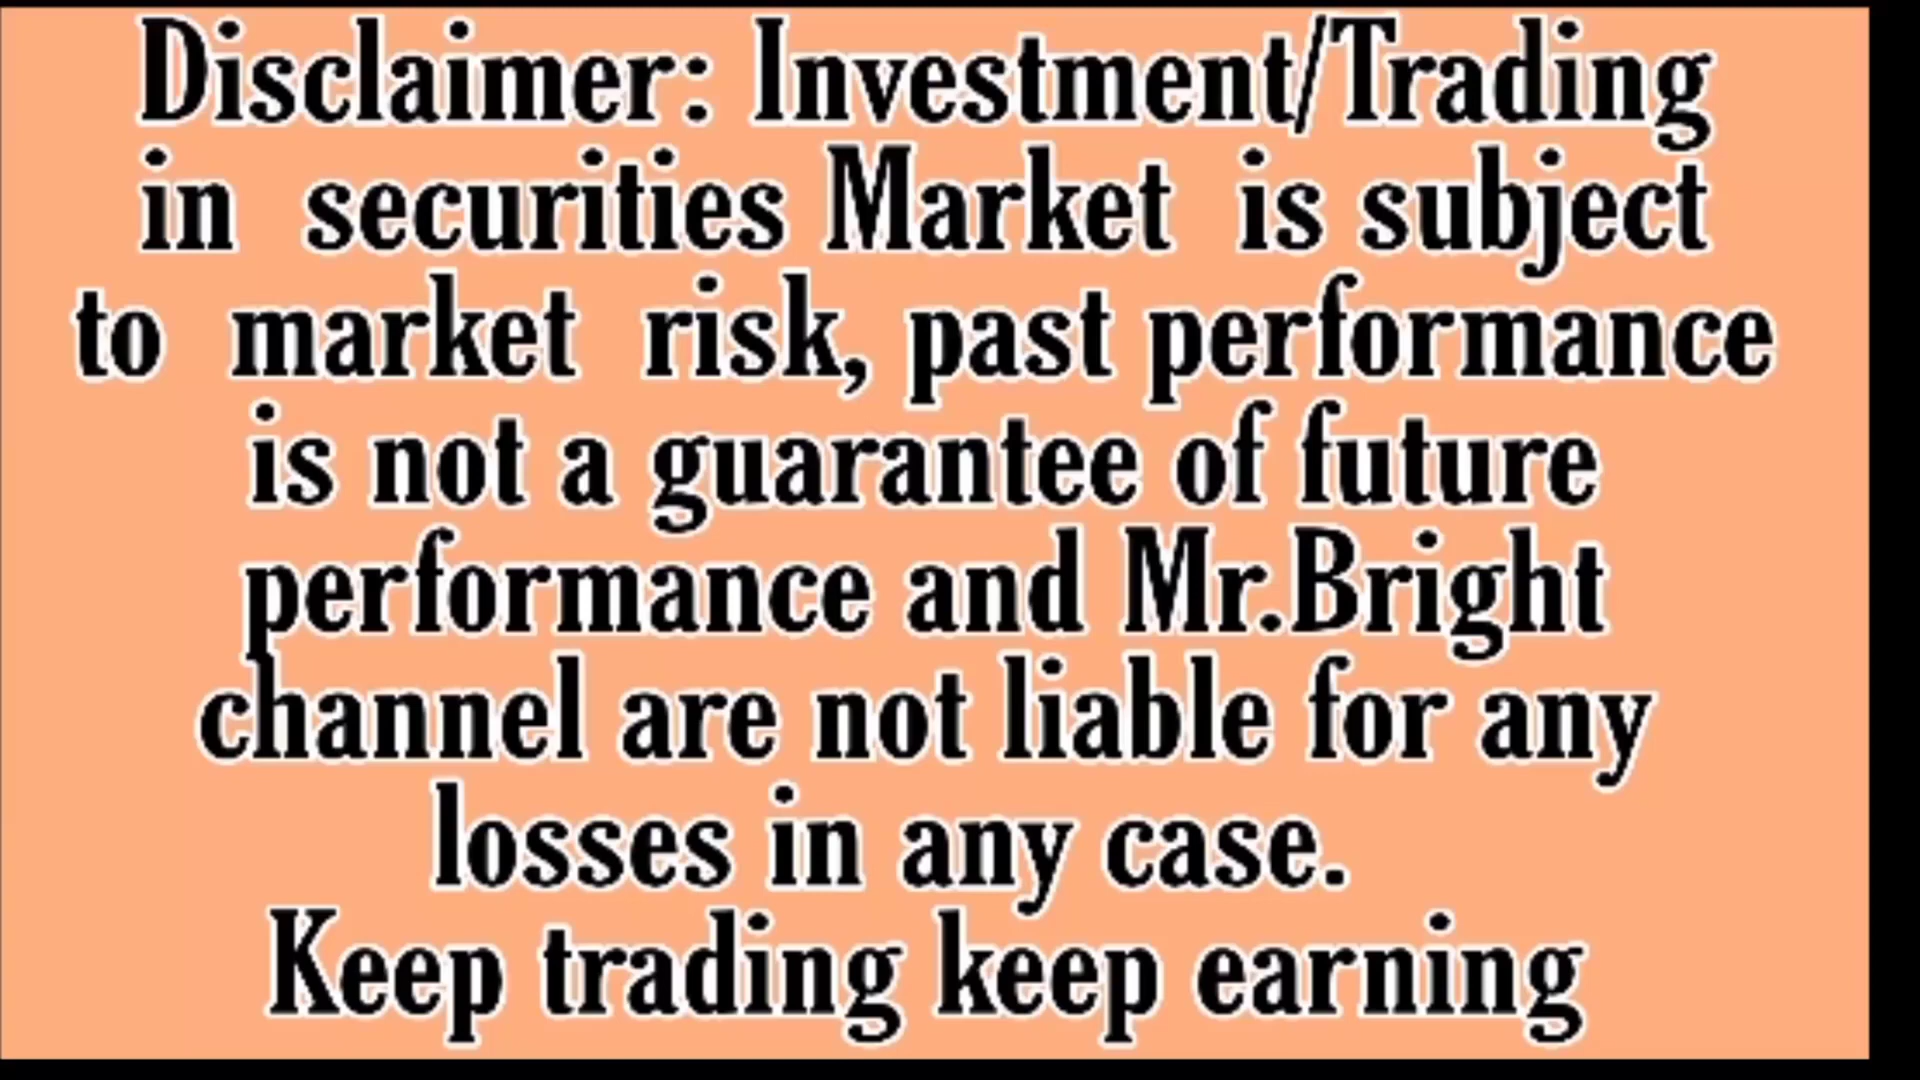 Disclaimer: Investment/Trading
in securities Market is subject
to market risk, past performance
is not a guarantee of future
performance and Mr.Bright
channel are not liable for any
losses in any case.
Keep trading keep earning